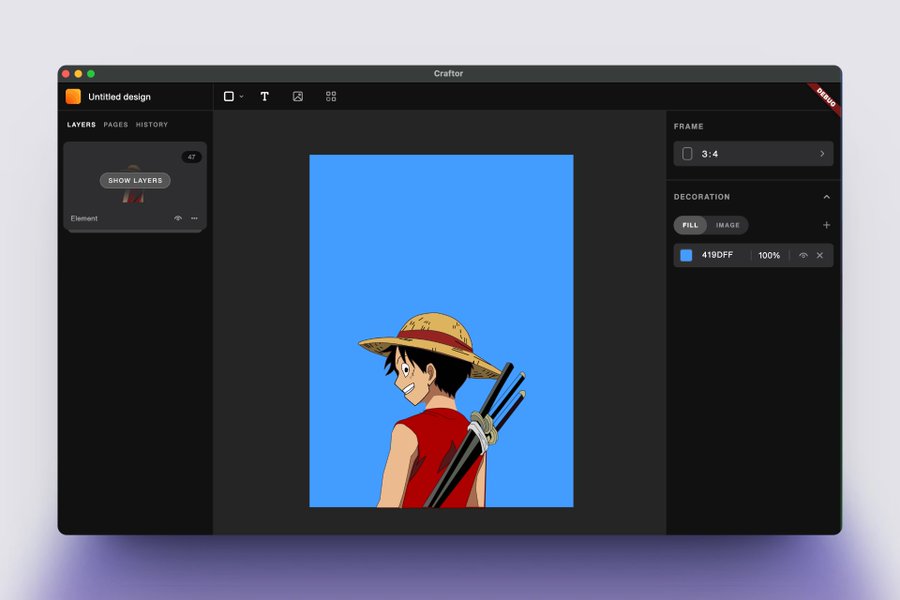 Craftor
Untitled design
T
DEBUG
LAYERS PAGES HISTORY
47
SHOW LAYERS
Element
FRAME
3:4
DECORATION
FILL IMAGE
419DFF 100%